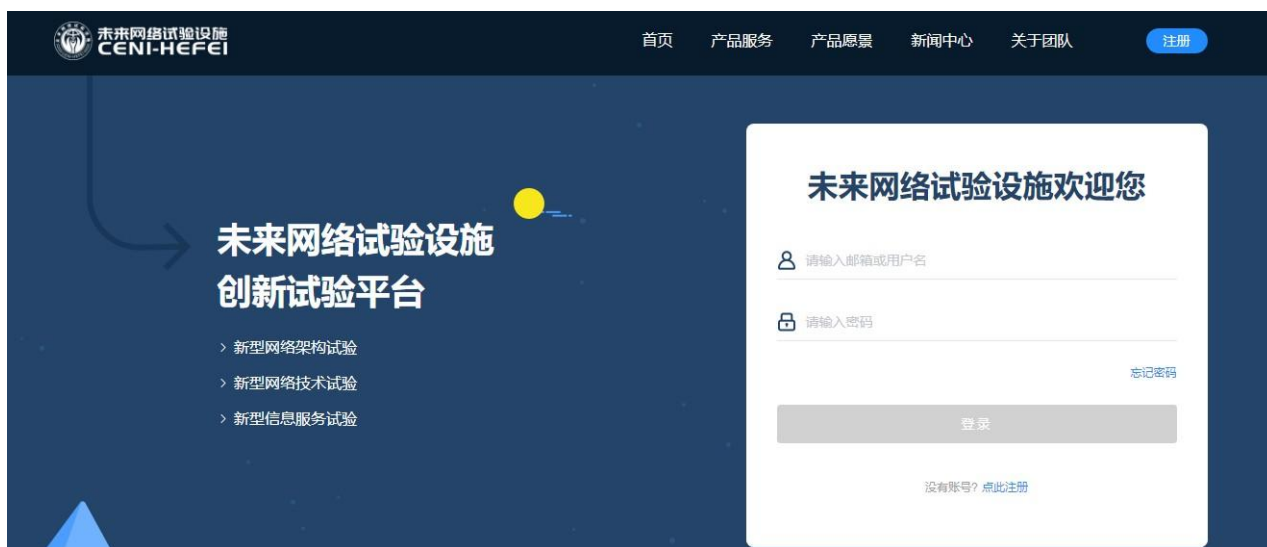 未来网络试验设施
CENI-HEFEI
首页 产品服务 产品愿景 新闻中心 关于团队 注册
未来网络试验设施
创新试验平台
> 新型网络架构试验
> 新型网络技术试验
> 新型信息服务试验
未来网络试验设施欢迎您
请输入邮箱或用户名
请输入密码
忘记密码
登录
没有账号? 点此注册